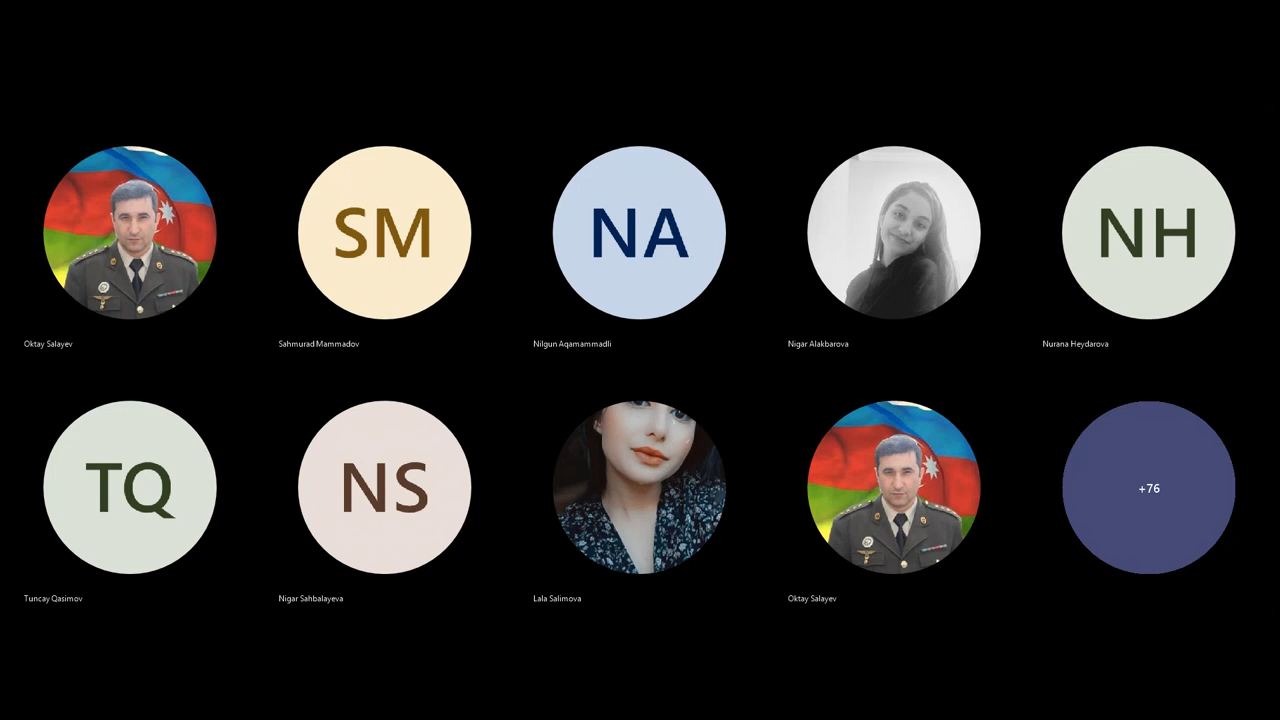 SM
NA
NH
Oktay Salayev
Sahmurad Mammadov
Nilgun Aqamammadli
Nigar Alakbarova
Nurana Heydarova
TQ
NS
+76
Tuncay Qasimov
Nigar Sahbalayeva
Lala Salimova
Oktay Salayev